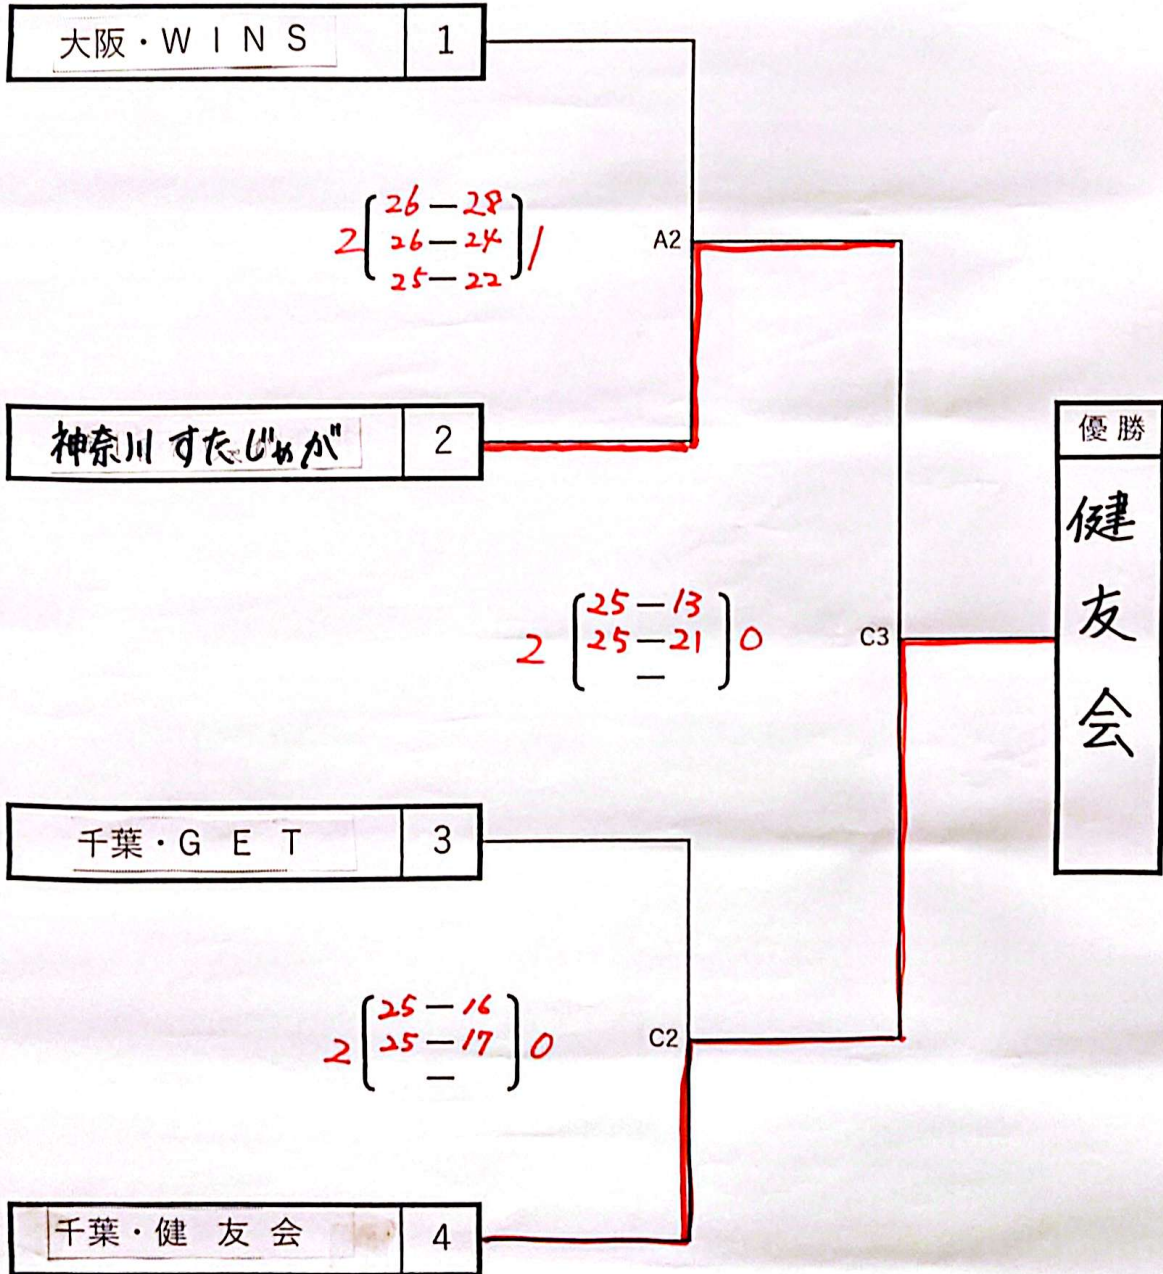 大阪・WINS 1
26 — 28
2 26 — 24 1
25 — 22
A2
神奈川 すたじゃが 2
優勝
健友会
25 — 13
2 25 — 21 0
—
C3
千葉・GET 3
25 — 16
2 25 — 17 0
—
C2
千葉・健友会 4